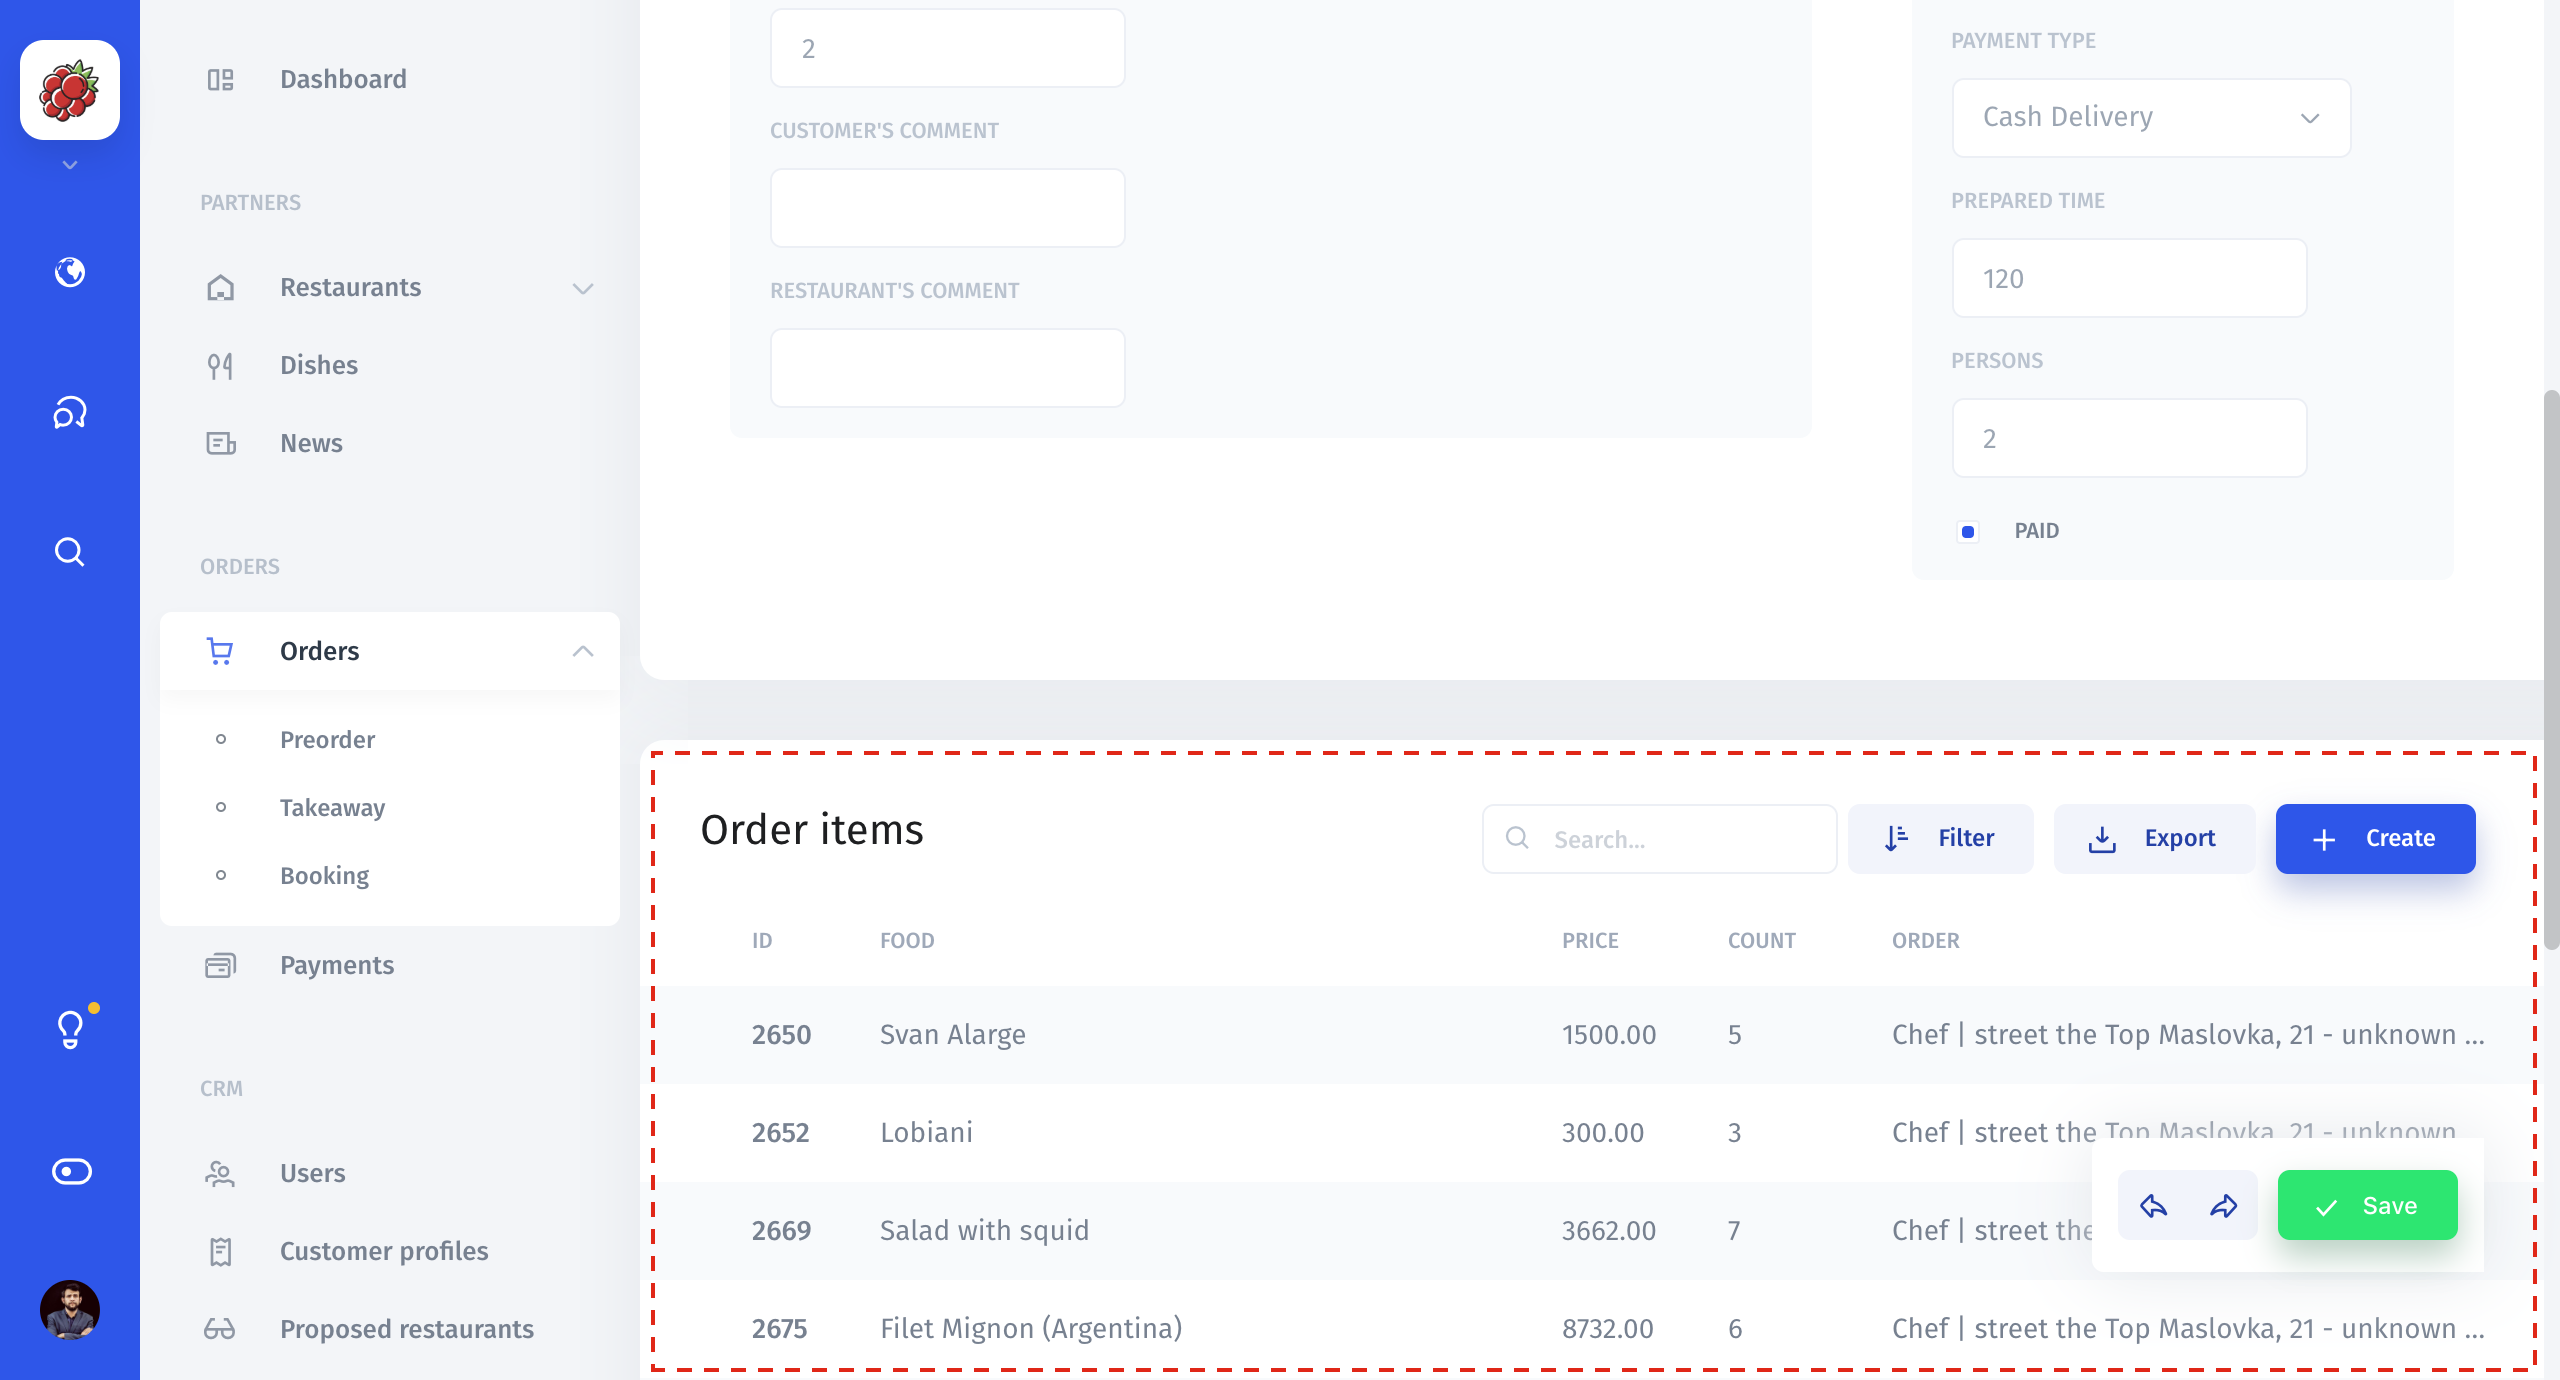 Dashboard
PARTNERS
Restaurants
Dishes
News
ORDERS
Orders
Preorder
Takeaway
Booking
Payments
CRM
Users
Customer profiles
Proposed restaurants
2
CUSTOMER'S COMMENT
RESTAURANT'S COMMENT
PAYMENT TYPE
Cash Delivery
PREPARED TIME
120
PERSONS
2
PAID
Order items
Search...
Filter
Export
Create
ID FOOD PRICE COUNT ORDER
2650 Svan Alarge 1500.00 5 Chef | street the Top Maslovka, 21 - unknown ...
2652 Lobiani 300.00 3 Chef | street the Top Maslovka, 21 - unknown
2669 Salad with squid 3662.00 7 Chef | street the
Save
2675 Filet Mignon (Argentina) 8732.00 6 Chef | street the Top Maslovka, 21 - unknown ...